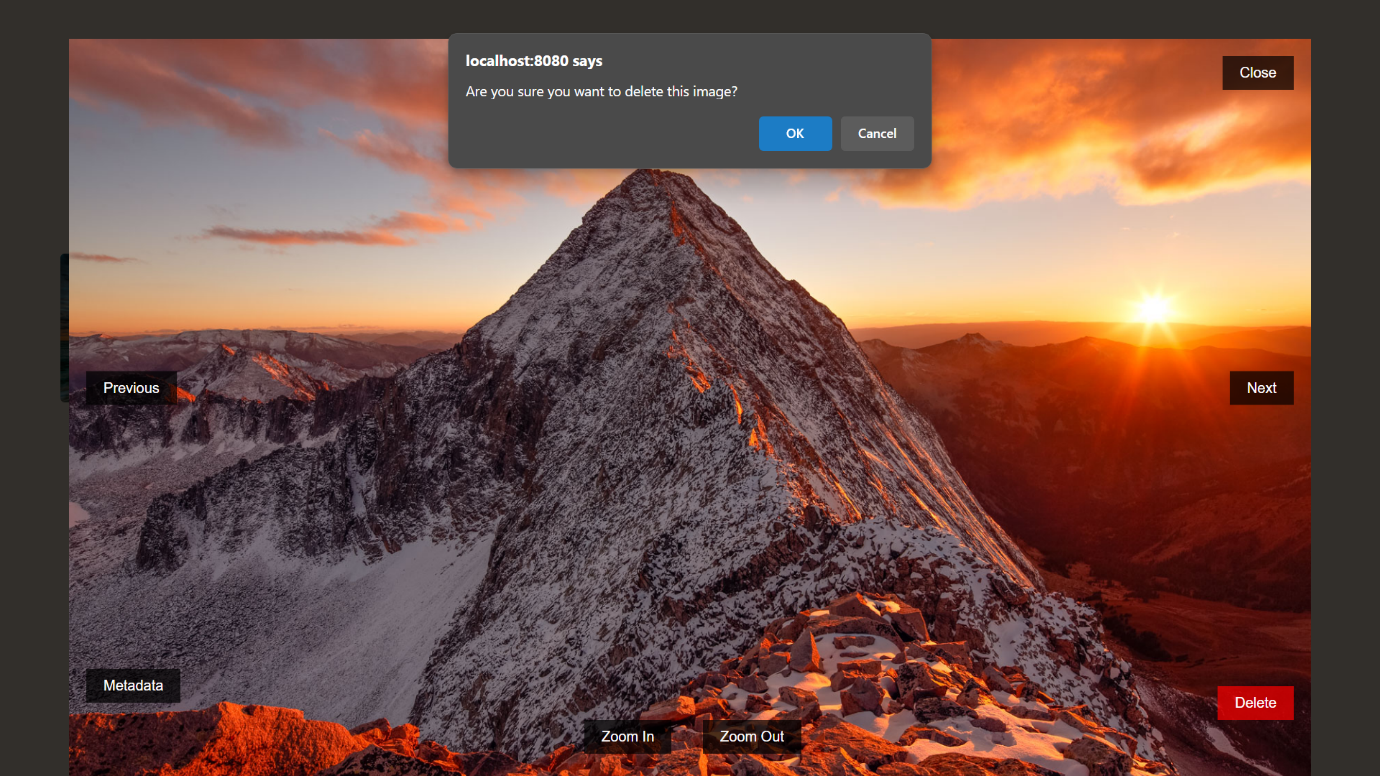 localhost:8080 says
Are you sure you want to delete this image?
OK Cancel
Close
Previous
Next
Metadata
Delete
Zoom In Zoom Out